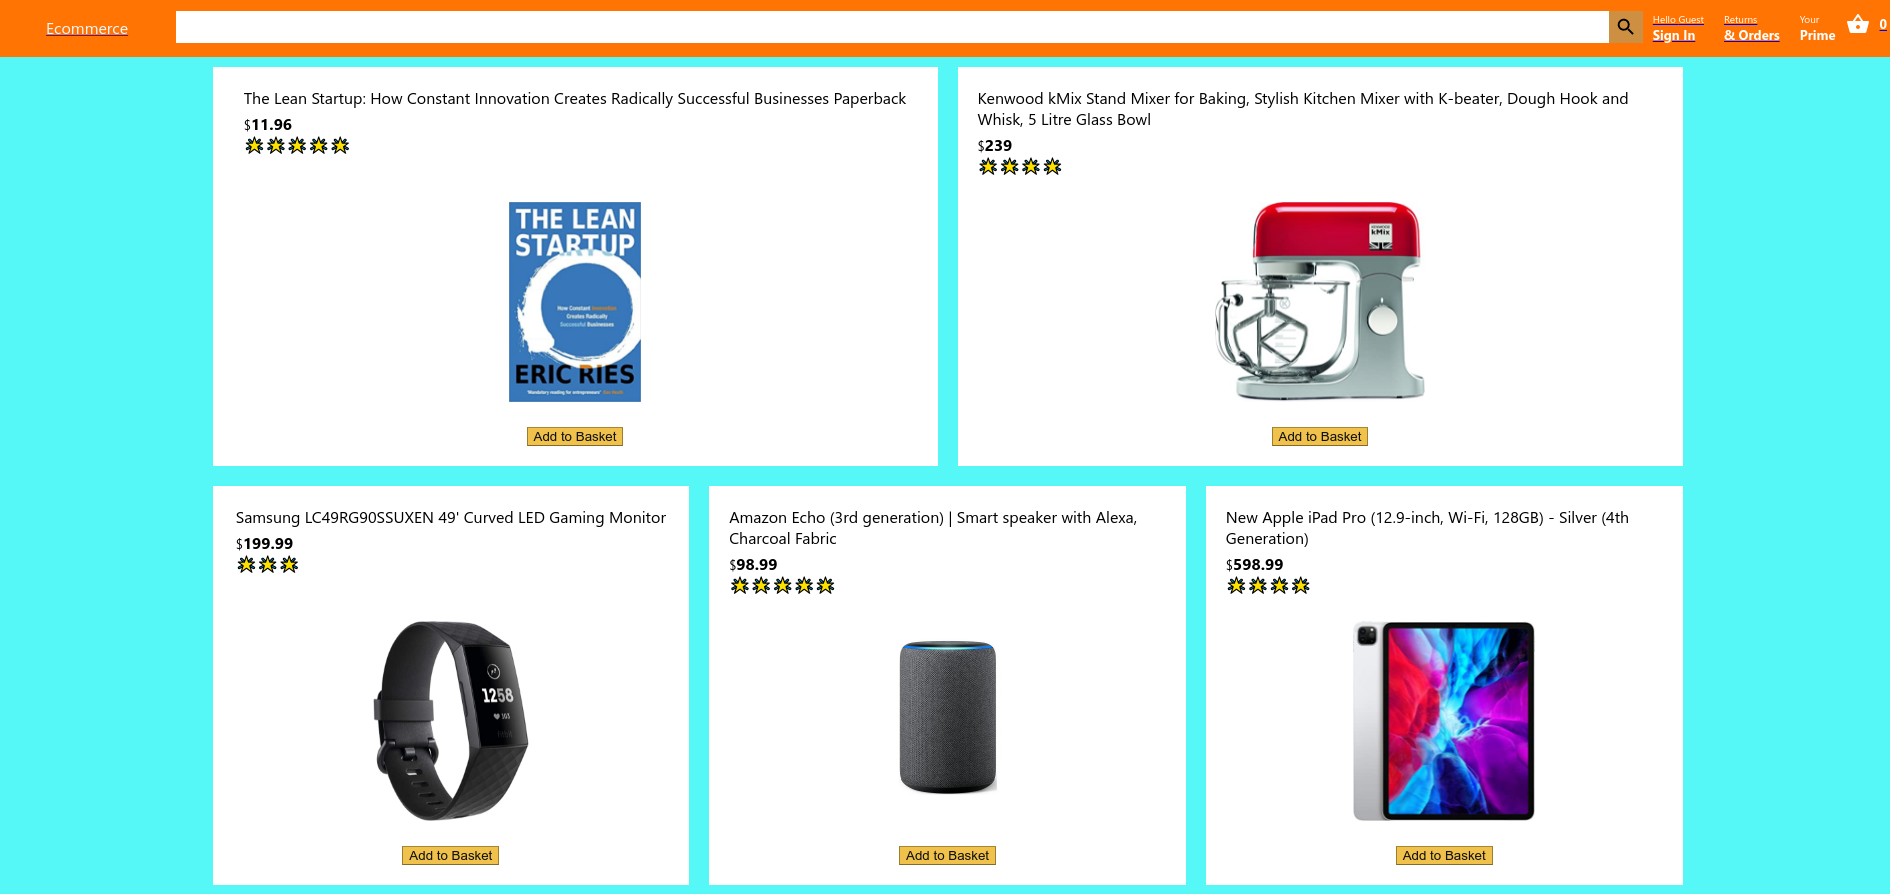 Ecommerce
Hello Guest
Sign In
Returns
& Orders
Your
Prime
0
The Lean Startup: How Constant Innovation Creates Radically Successful Businesses Paperback
$11.96
THE LEAN
STARTUP
How Constant Innovation
Creates Radically
Successful Businesses
ERIC RIES
'Mandatory reading for entrepreneurs'
Add to Basket
Kenwood kMix Stand Mixer for Baking, Stylish Kitchen Mixer with K-beater, Dough Hook and
Whisk, 5 Litre Glass Bowl
$239
kMix
Add to Basket
Samsung LC49RG90SSUXEN 49' Curved LED Gaming Monitor
$199.99
1258
103
Add to Basket
Amazon Echo (3rd generation) | Smart speaker with Alexa,
Charcoal Fabric
$98.99
Add to Basket
New Apple iPad Pro (12.9-inch, Wi-Fi, 128GB) - Silver (4th
Generation)
$598.99
Add to Basket